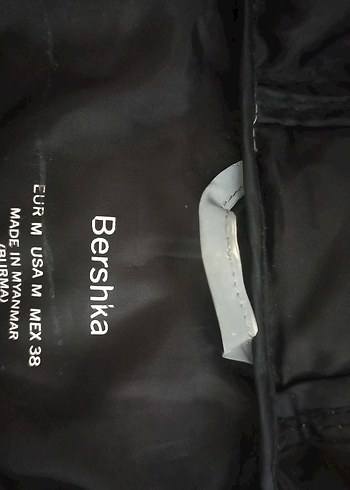 Bershka
EUR M USA M MEX 38
MADE IN MYANMAR
(BURMA)